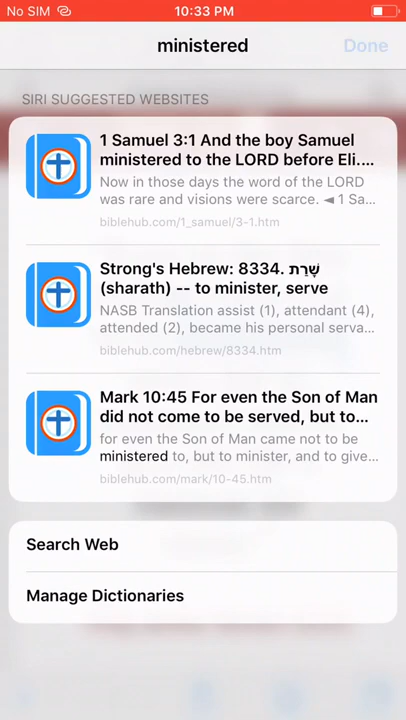 No SIM 10:33 PM
ministered Done
SIRI SUGGESTED WEBSITES
1 Samuel 3:1 And the boy Samuel
ministered to the LORD before Eli....
Now in those days the word of the LORD
was rare and visions were scarce. ◄ 1 Sa...
biblehub.com/1_samuel/3-1.htm
Strong's Hebrew: 8334. שָׁרַת
(sharath) -- to minister, serve
NASB Translation assist (1), attendant (4),
attended (2), became his personal serva...
biblehub.com/hebrew/8334.htm
Mark 10:45 For even the Son of Man
did not come to be served, but to...
for even the Son of Man came not to be
ministered to, but to minister, and to give...
biblehub.com/mark/10-45.htm
Search Web
Manage Dictionaries